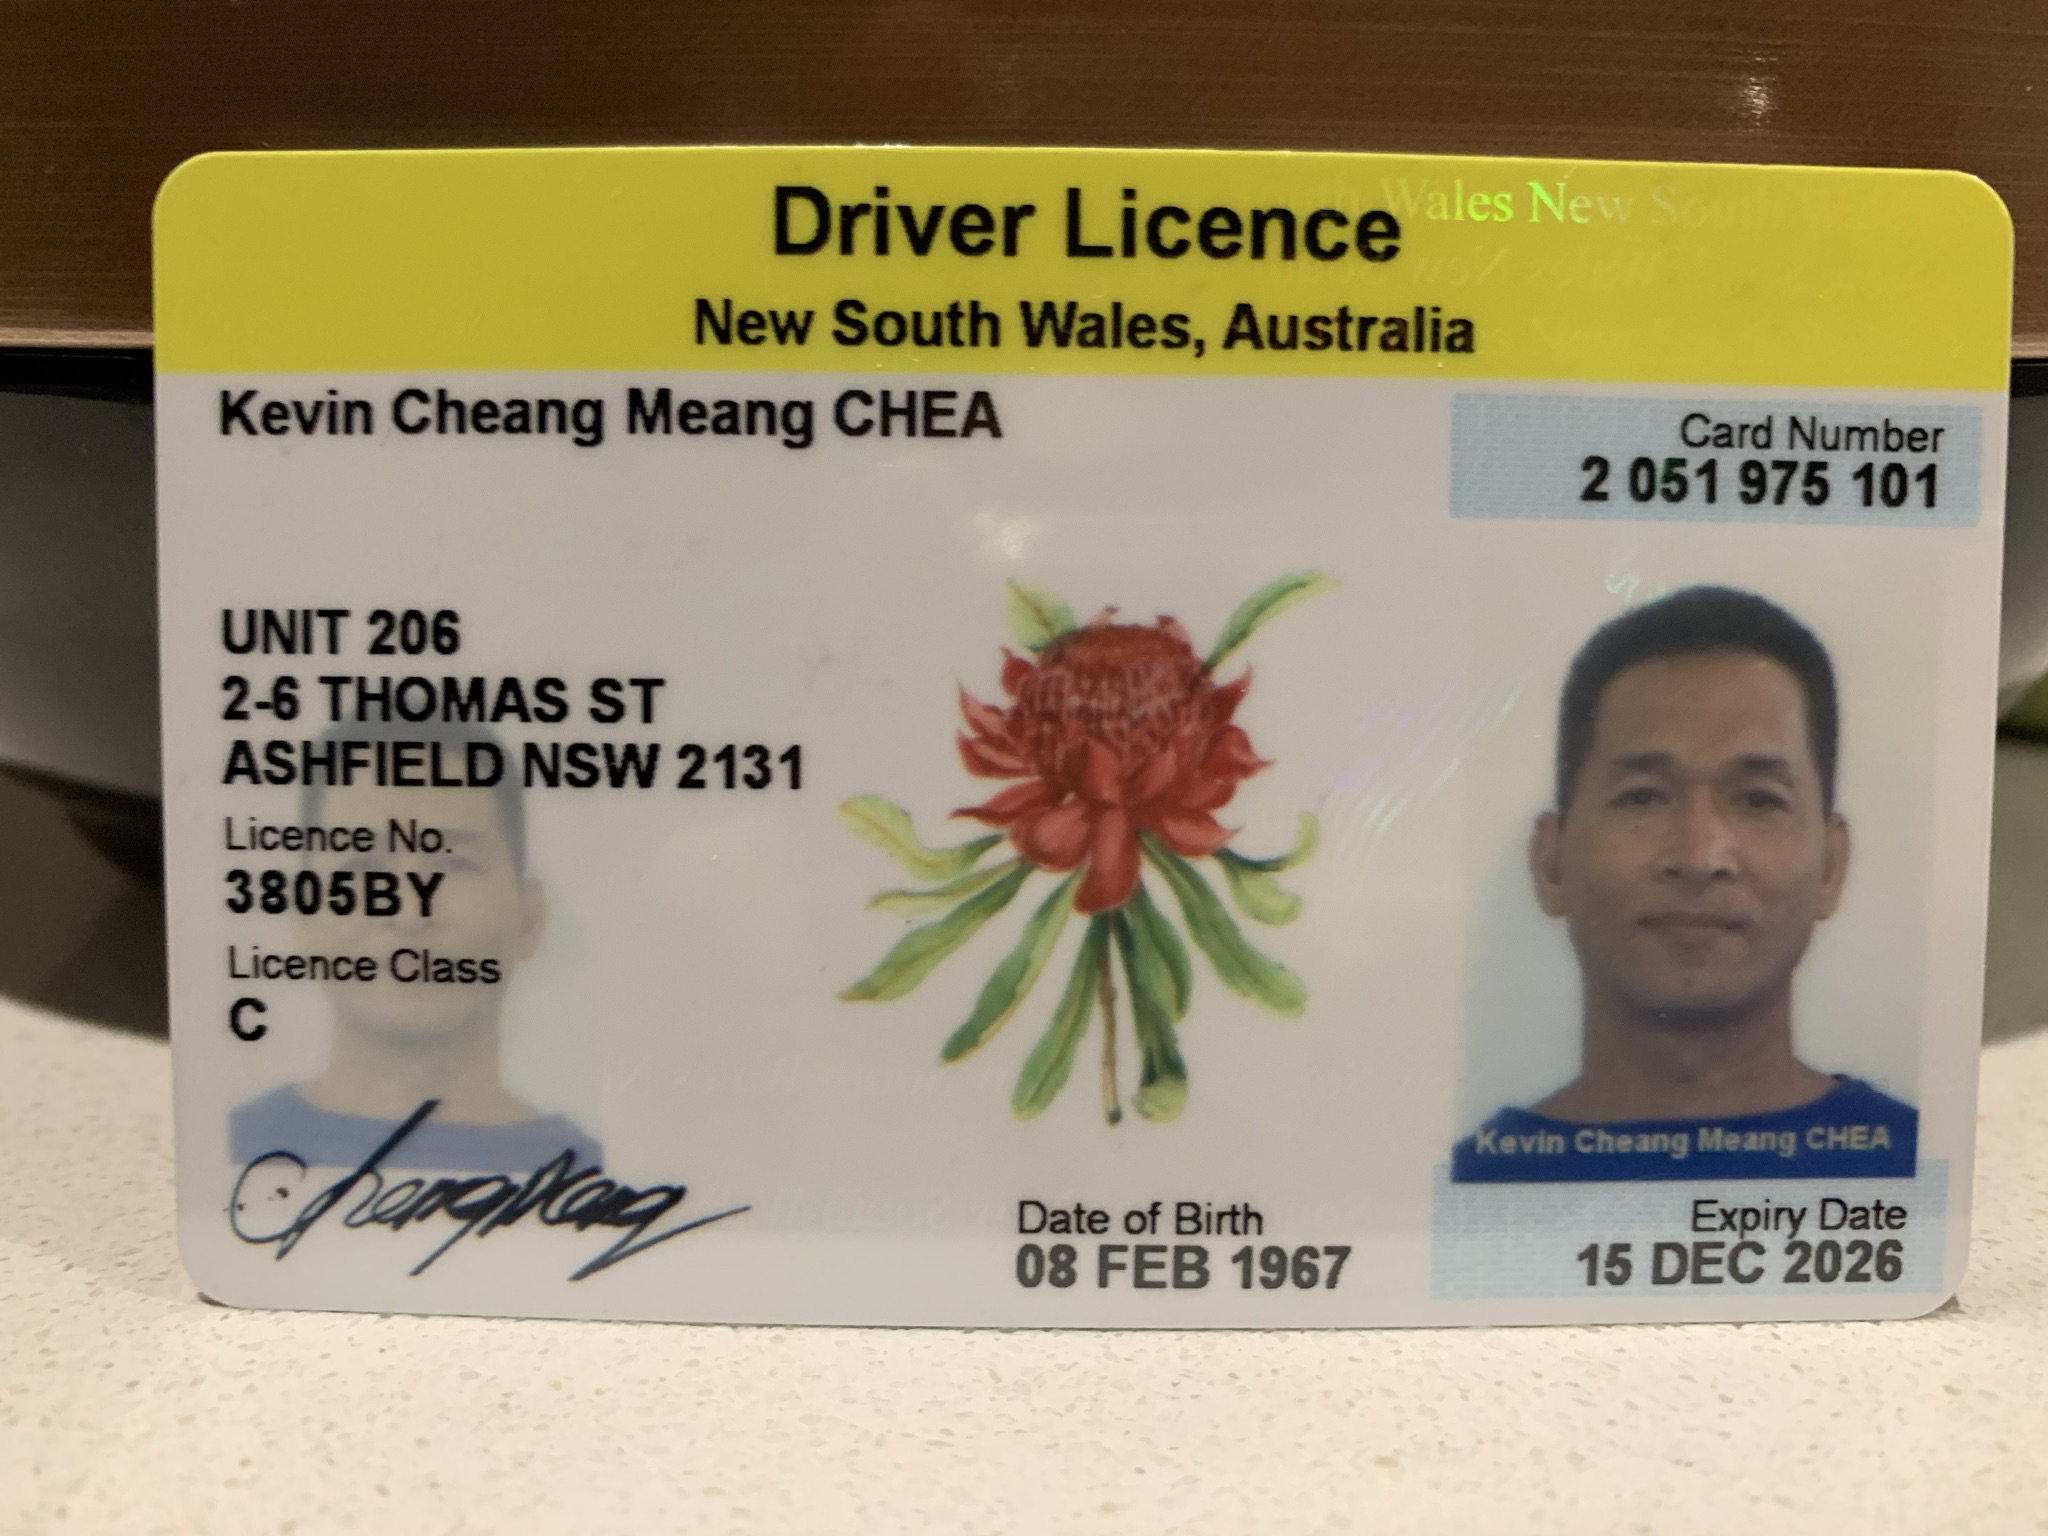 Driver Licence
New South Wales, Australia
Wales New South
Kevin Cheang Meang CHEA
Card Number
2 051 975 101
UNIT 206
2-6 THOMAS ST
ASHFIELD NSW 2131
Licence No.
3805BY
Licence Class
C
Kevin Cheang Meang CHEA
Date of Birth
08 FEB 1967
Expiry Date
15 DEC 2026